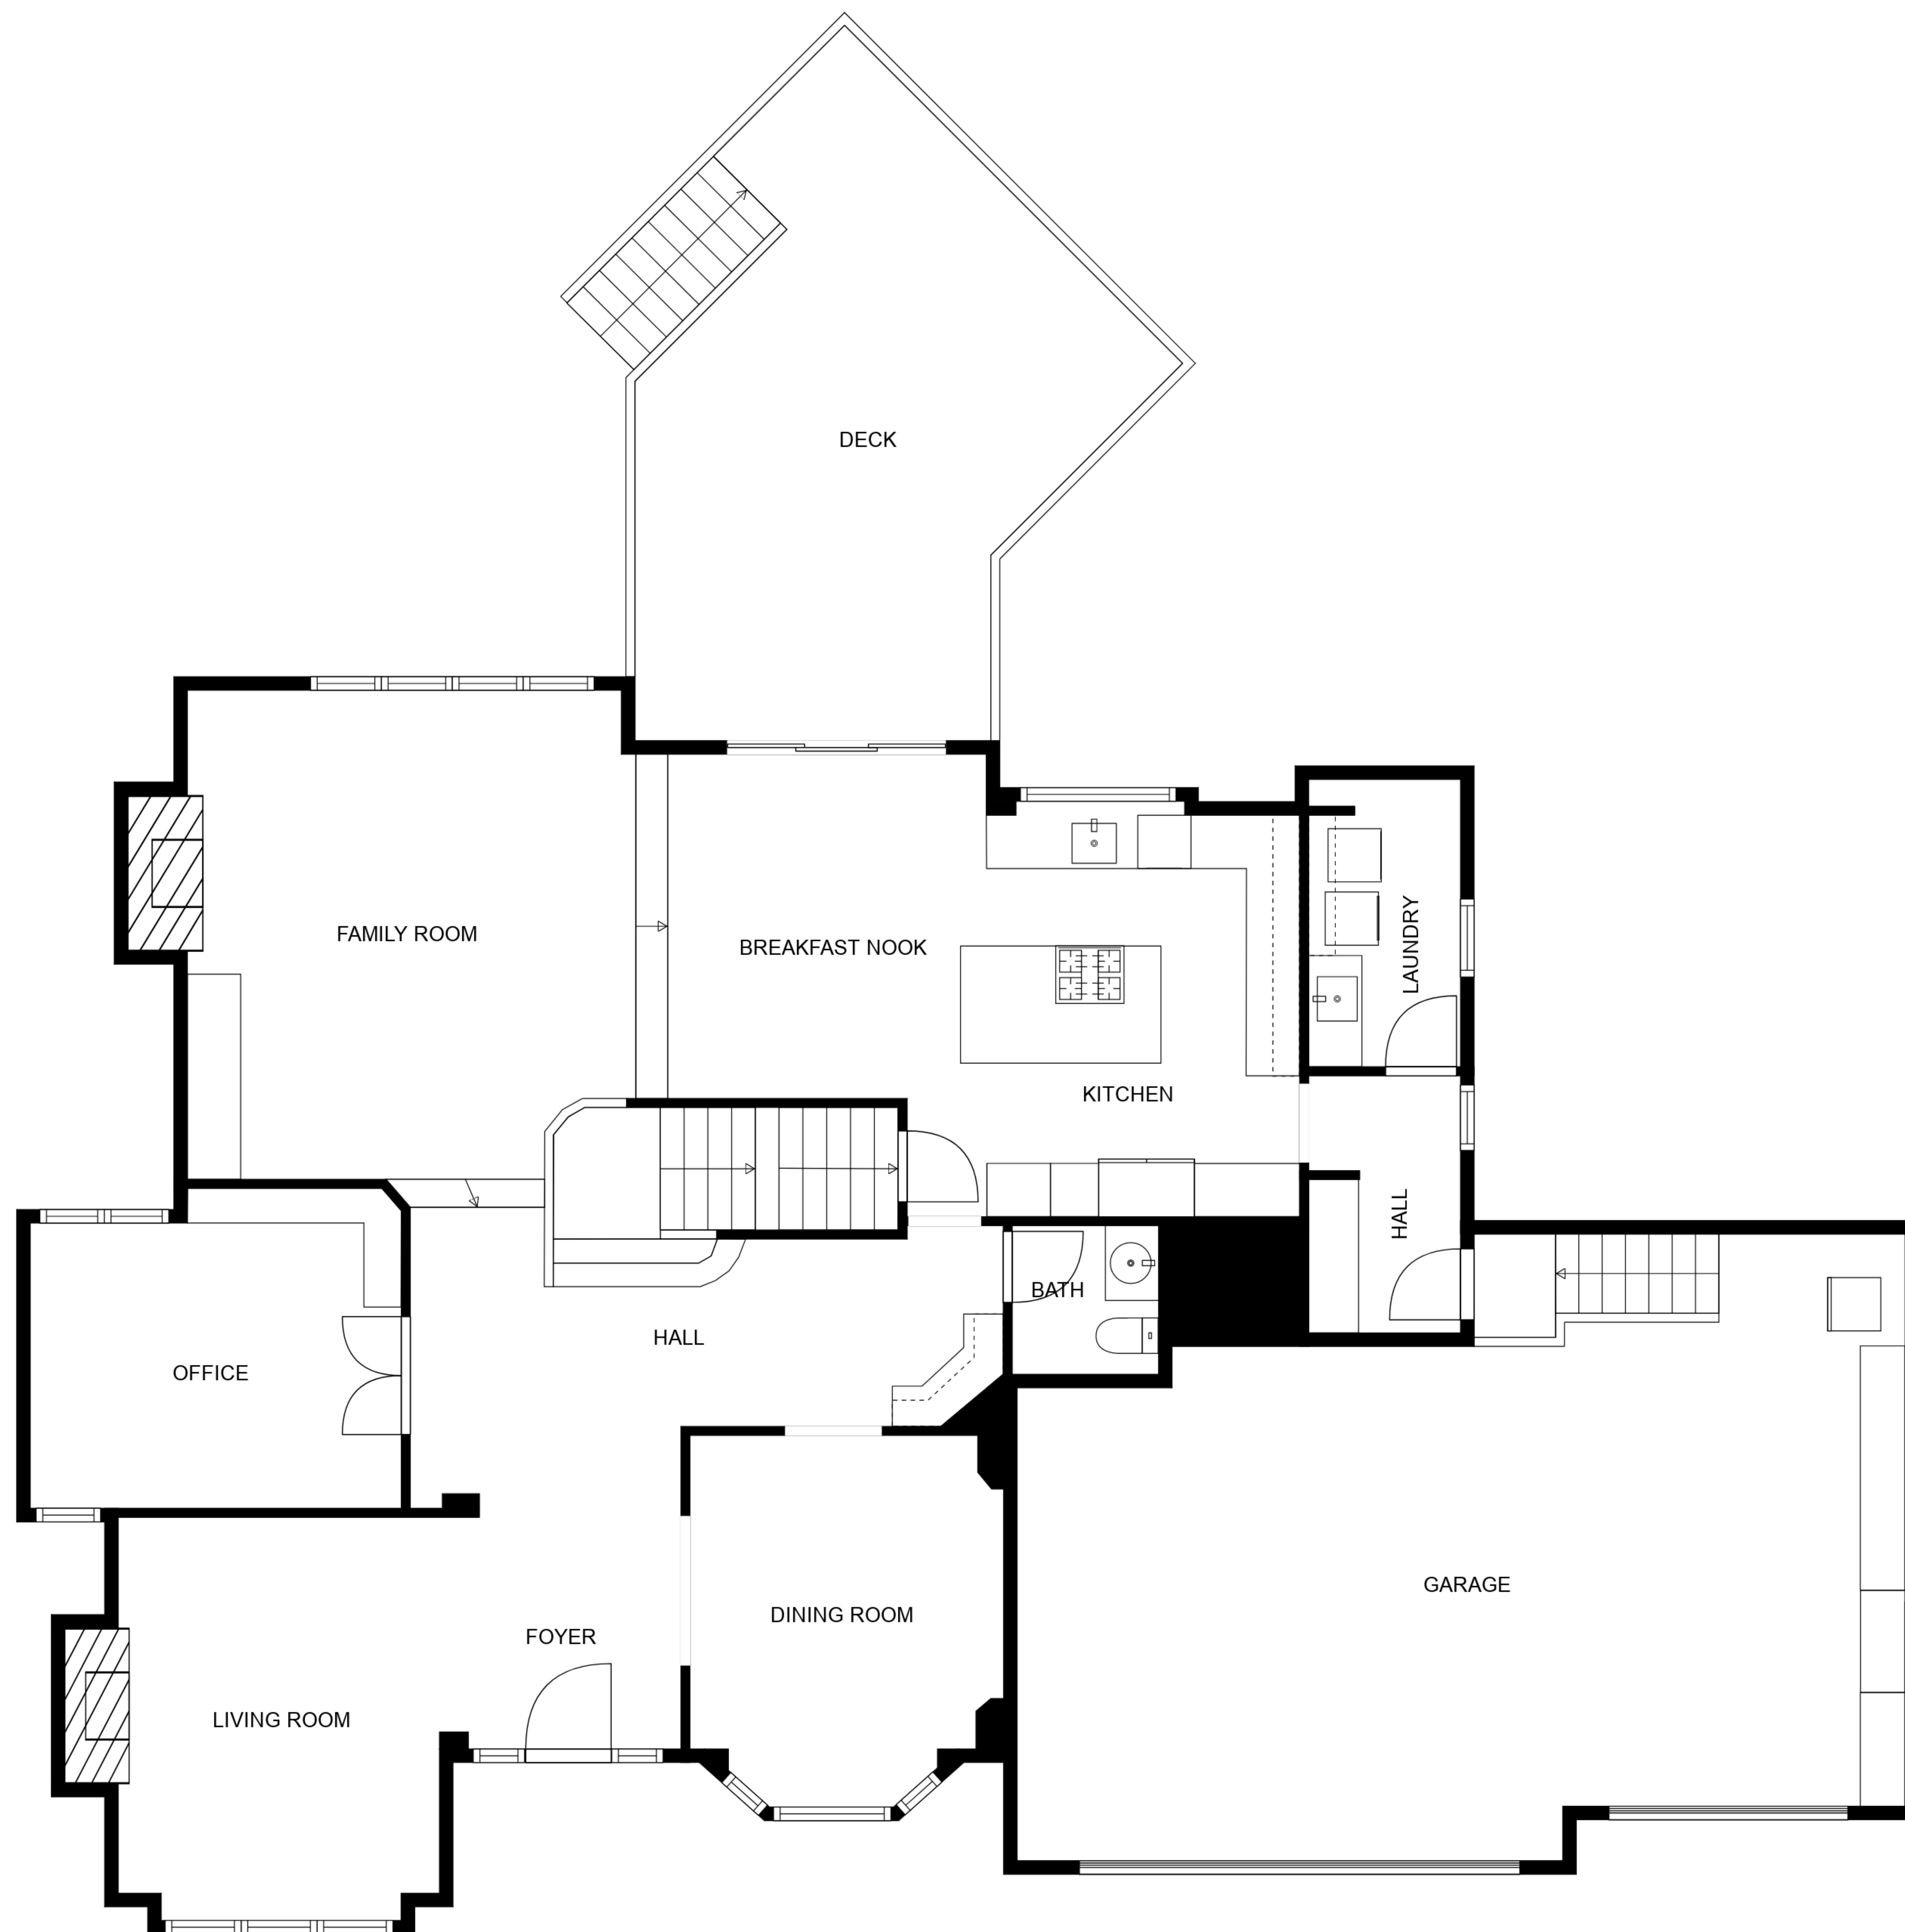 DECK
FAMILY ROOM
BREAKFAST NOOK
LAUNDRY
KITCHEN
HALL
BATH
HALL
OFFICE
GARAGE
DINING ROOM
FOYER
LIVING ROOM